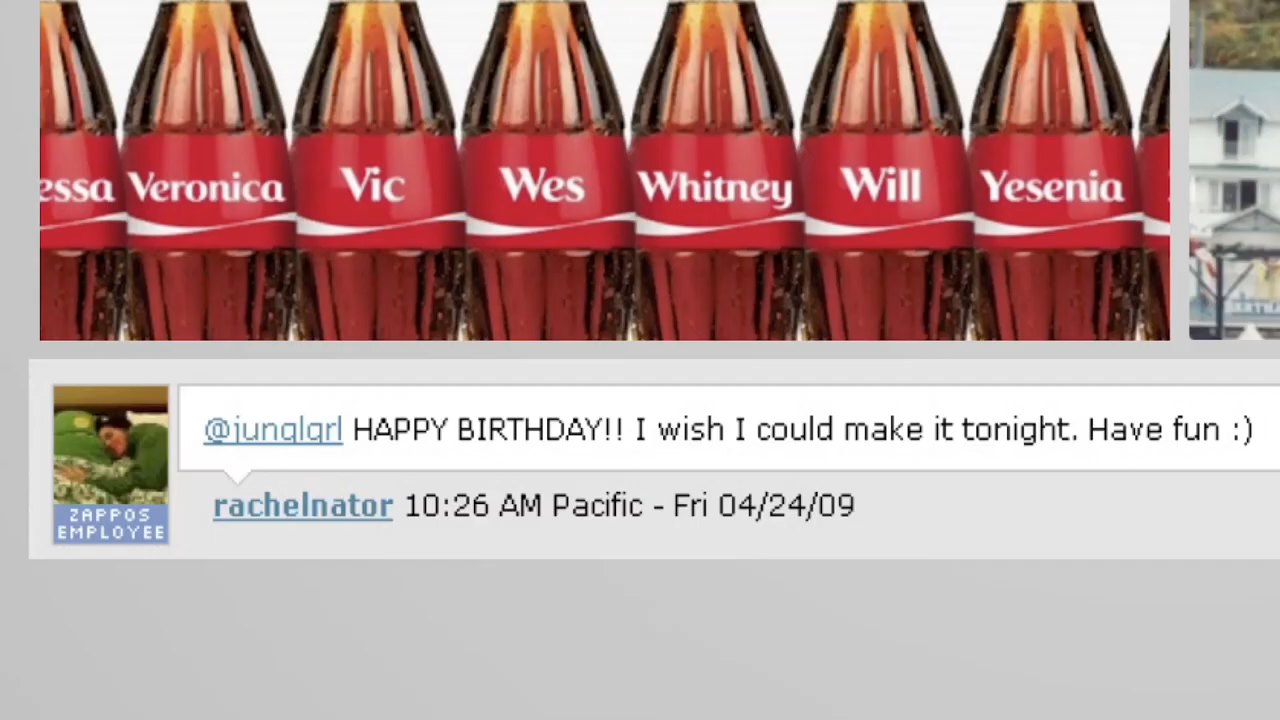 essa Veronica Vic Wes Whitney Will Yesenia
@junglgrl HAPPY BIRTHDAY!! I wish I could make it tonight. Have fun :)
rachelnator 10:26 AM Pacific - Fri 04/24/09
ZAPPOS
EMPLOYEE